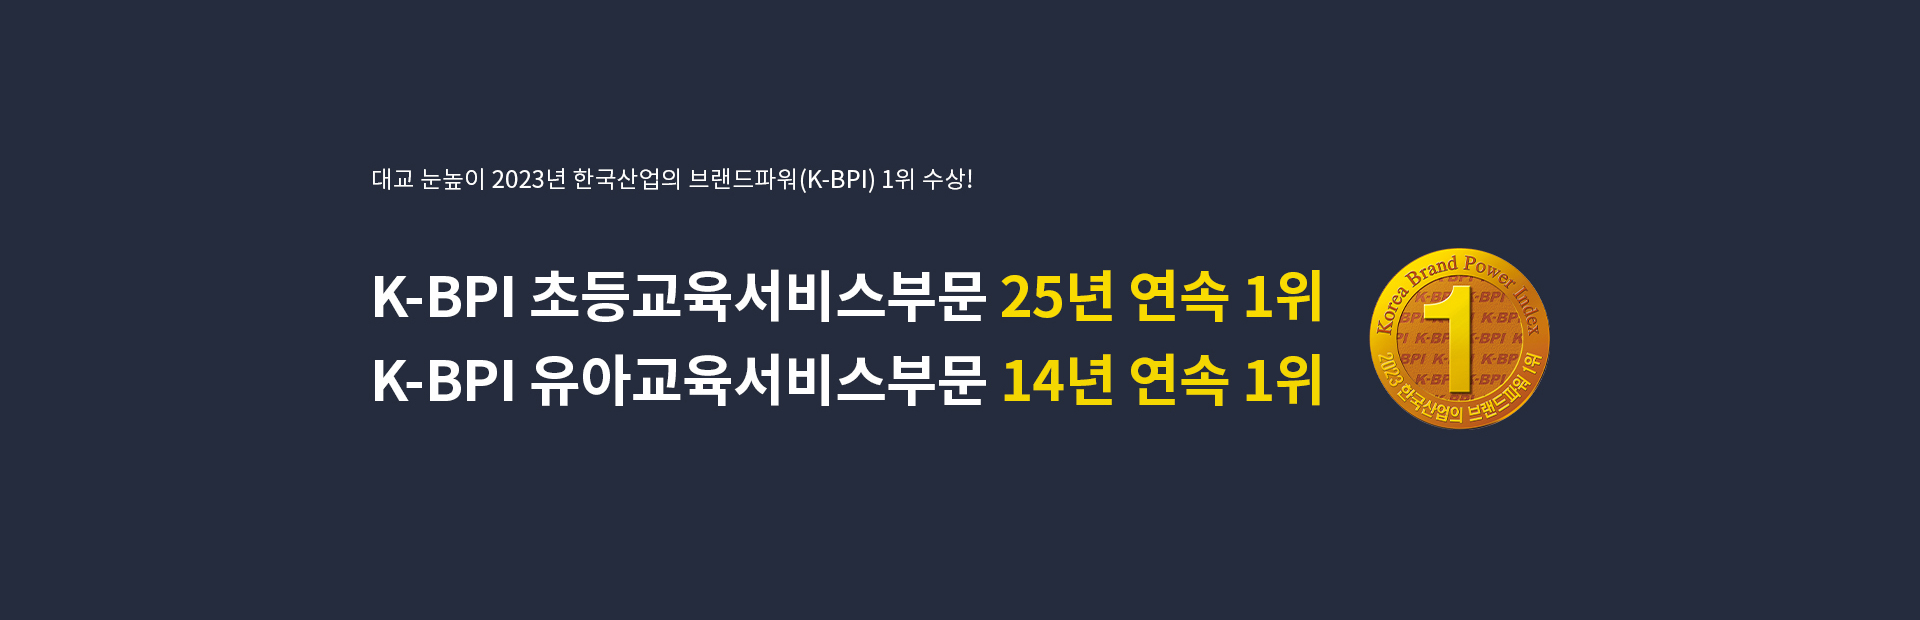 대교 눈높이 2023년 한국산업의 브랜드파워(K-BPI) 1위 수상!
K-BPI 초등교육서비스부문 25년 연속 1위
K-BPI 유아교육서비스부문 14년 연속 1위
Korea Brand Power Index
1
2023 한국산업의 브랜드파워 1위